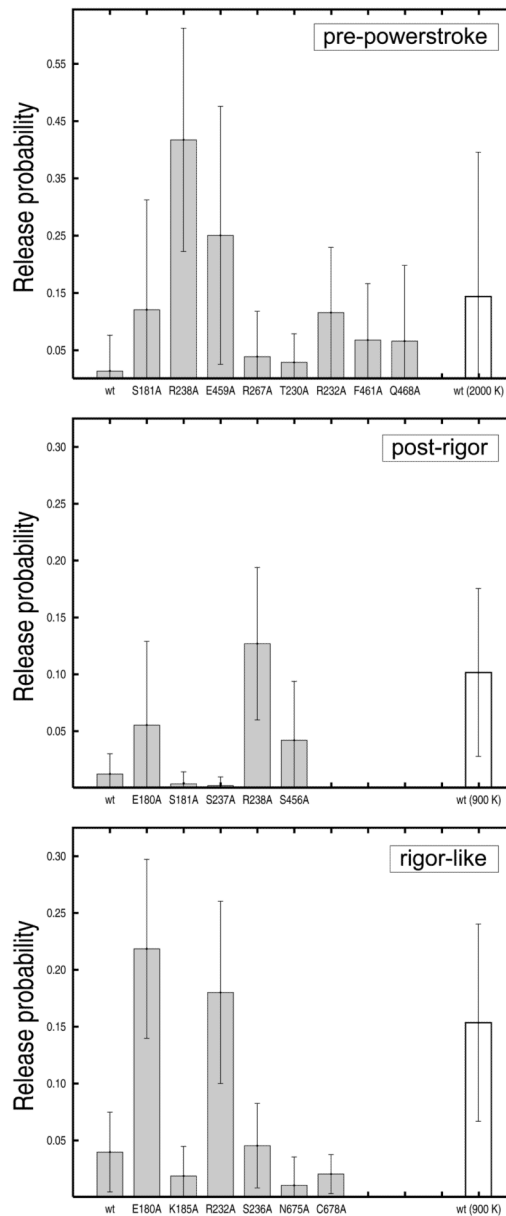 pre-powerstroke
Release probability
0.55
0.45
0.35
0.25
0.15
0.05
wt S181A R238A E459A R267A T230A R232A F461A Q468A wt (2000 K)
post-rigor
Release probability
0.30
0.25
0.20
0.15
0.10
0.05
wt E180A S181A S237A R238A S456A wt (900 K)
rigor-like
Release probability
0.30
0.25
0.20
0.15
0.10
0.05
wt E180A K185A R232A S236A N675A C678A wt (900 K)